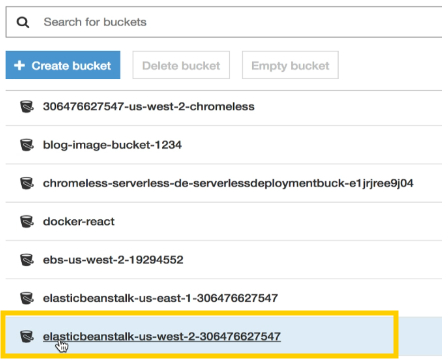 Search for buckets
+ Create bucket Delete bucket Empty bucket
306476627547-us-west-2-chromeless
blog-image-bucket-1234
chromeless-serverless-de-serverlessdeploymentbuck-e1jrjree9j04
docker-react
ebs-us-west-2-19294552
elasticbeanstalk-us-east-1-306476627547
elasticbeanstalk-us-west-2-306476627547